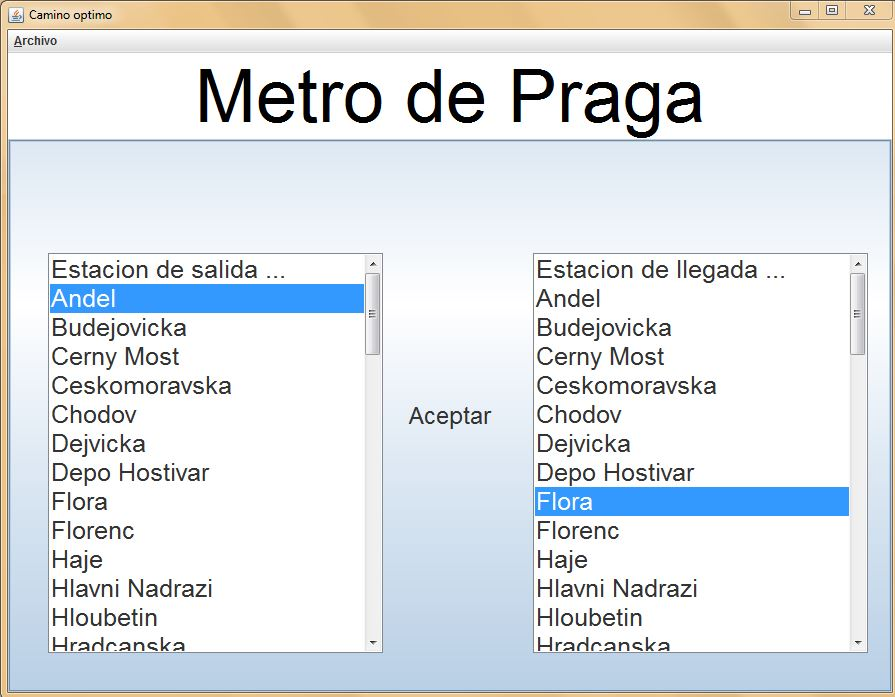 Camino optimo
Archivo
Metro de Praga
Estacion de salida ...
Andel
Budejovicka
Cerny Most
Ceskomoravska
Chodov
Dejvicka
Depo Hostivar
Flora
Florenc
Haje
Hlavni Nadrazi
Hloubetin
Hradcanska
Aceptar
Estacion de llegada ...
Andel
Budejovicka
Cerny Most
Ceskomoravska
Chodov
Dejvicka
Depo Hostivar
Flora
Florenc
Haje
Hlavni Nadrazi
Hloubetin
Hradcanska